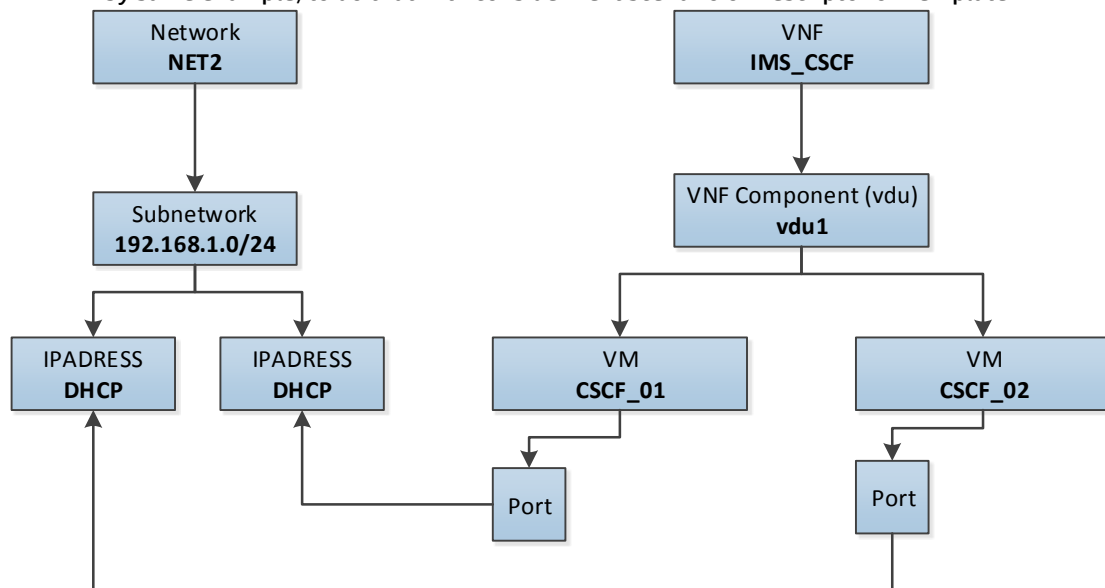 Network
NET2
VNF
IMS_CSCF
Subnetwork
192.168.1.0/24
VNF Component (vdu)
vdu1
IPADRESS
DHCP
IPADRESS
DHCP
VM
CSCF_01
VM
CSCF_02
Port
Port